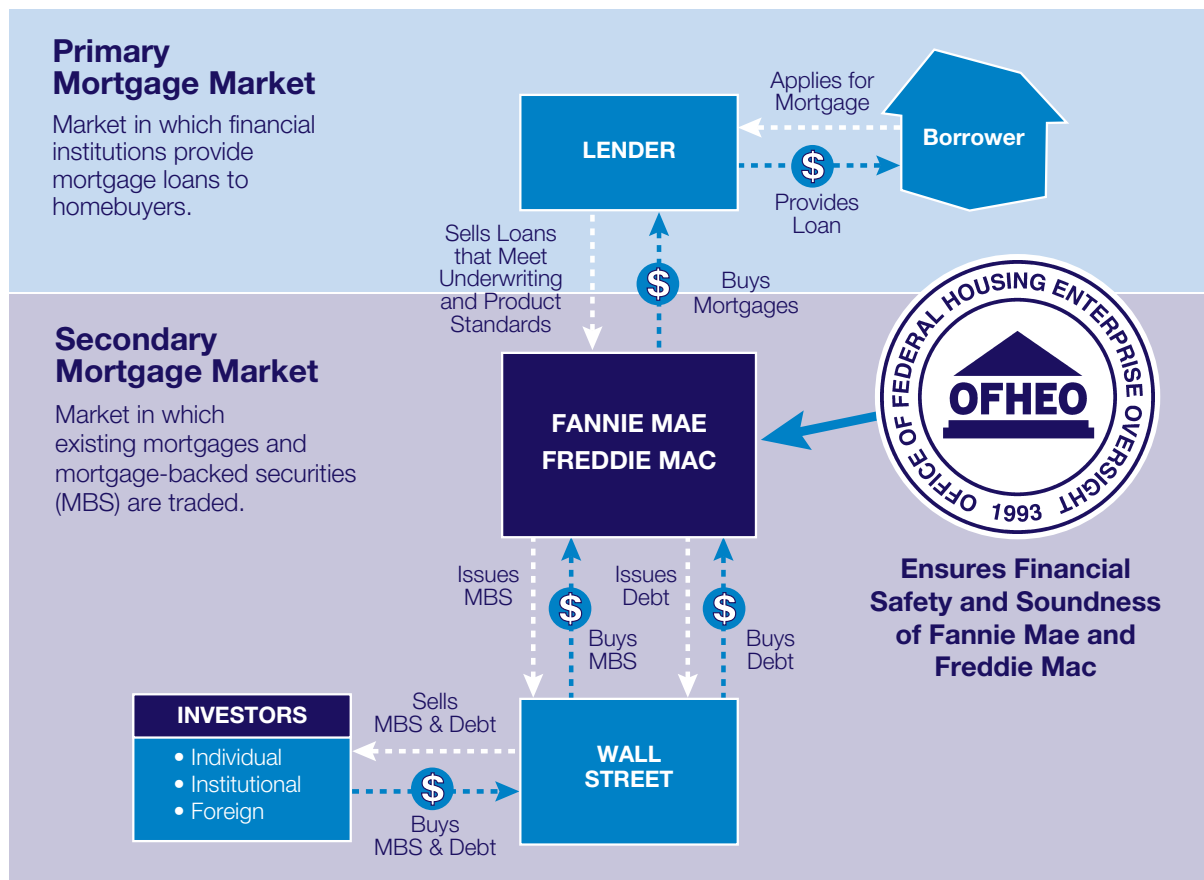 Primary
Mortgage Market
Market in which financial
institutions provide
mortgage loans to
homebuyers.
LENDER
Applies for
Mortgage
Borrower
$
Provides
Loan
Sells Loans
that Meet
Underwriting
and Product
Standards
$
Buys
Mortgages
Secondary
Mortgage Market
Market in which
existing mortgages and
mortgage-backed securities
(MBS) are traded.
FANNIE MAE
FREDDIE MAC
OFFICE OF FEDERAL HOUSING ENTERPRISE OVERSIGHT
OFHEO
1993
Ensures Financial
Safety and Soundness
of Fannie Mae and
Freddie Mac
Issues
MBS
$
Buys
MBS
Issues
Debt
$
Buys
Debt
INVESTORS
• Individual
• Institutional
• Foreign
Sells
MBS & Debt
$
Buys
MBS & Debt
WALL
STREET